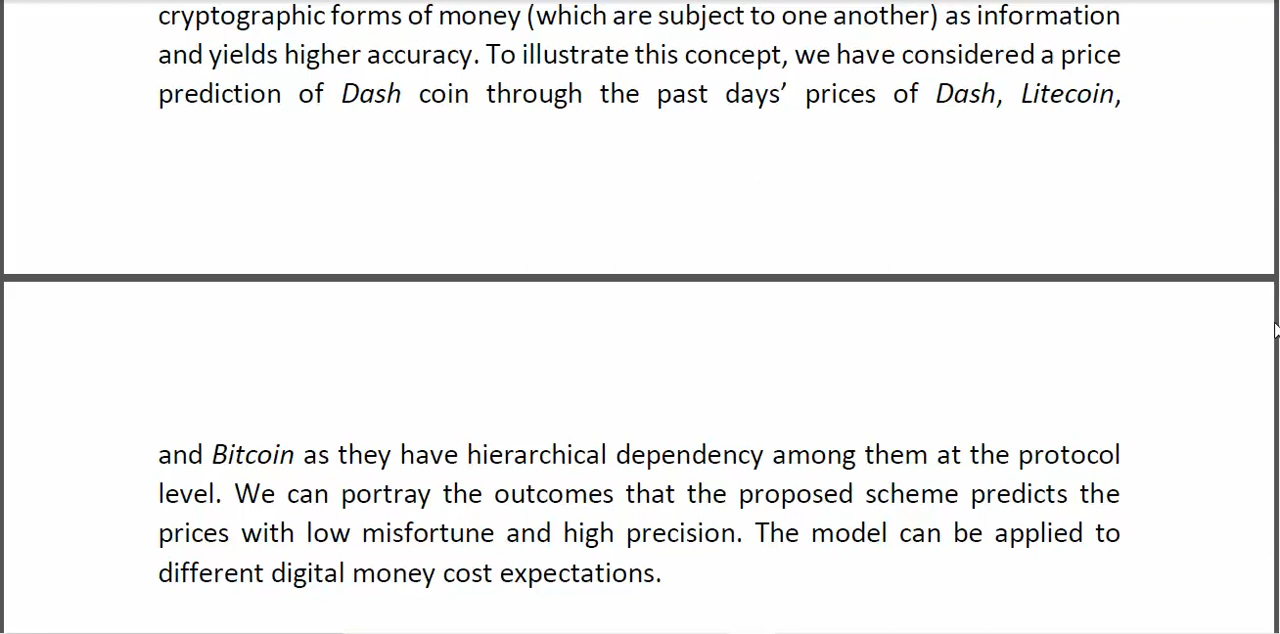 cryptographic forms of money (which are subject to one another) as information
and yields higher accuracy. To illustrate this concept, we have considered a price
prediction of Dash coin through the past days’ prices of Dash, Litecoin,
and Bitcoin as they have hierarchical dependency among them at the protocol
level. We can portray the outcomes that the proposed scheme predicts the
prices with low misfortune and high precision. The model can be applied to
different digital money cost expectations.